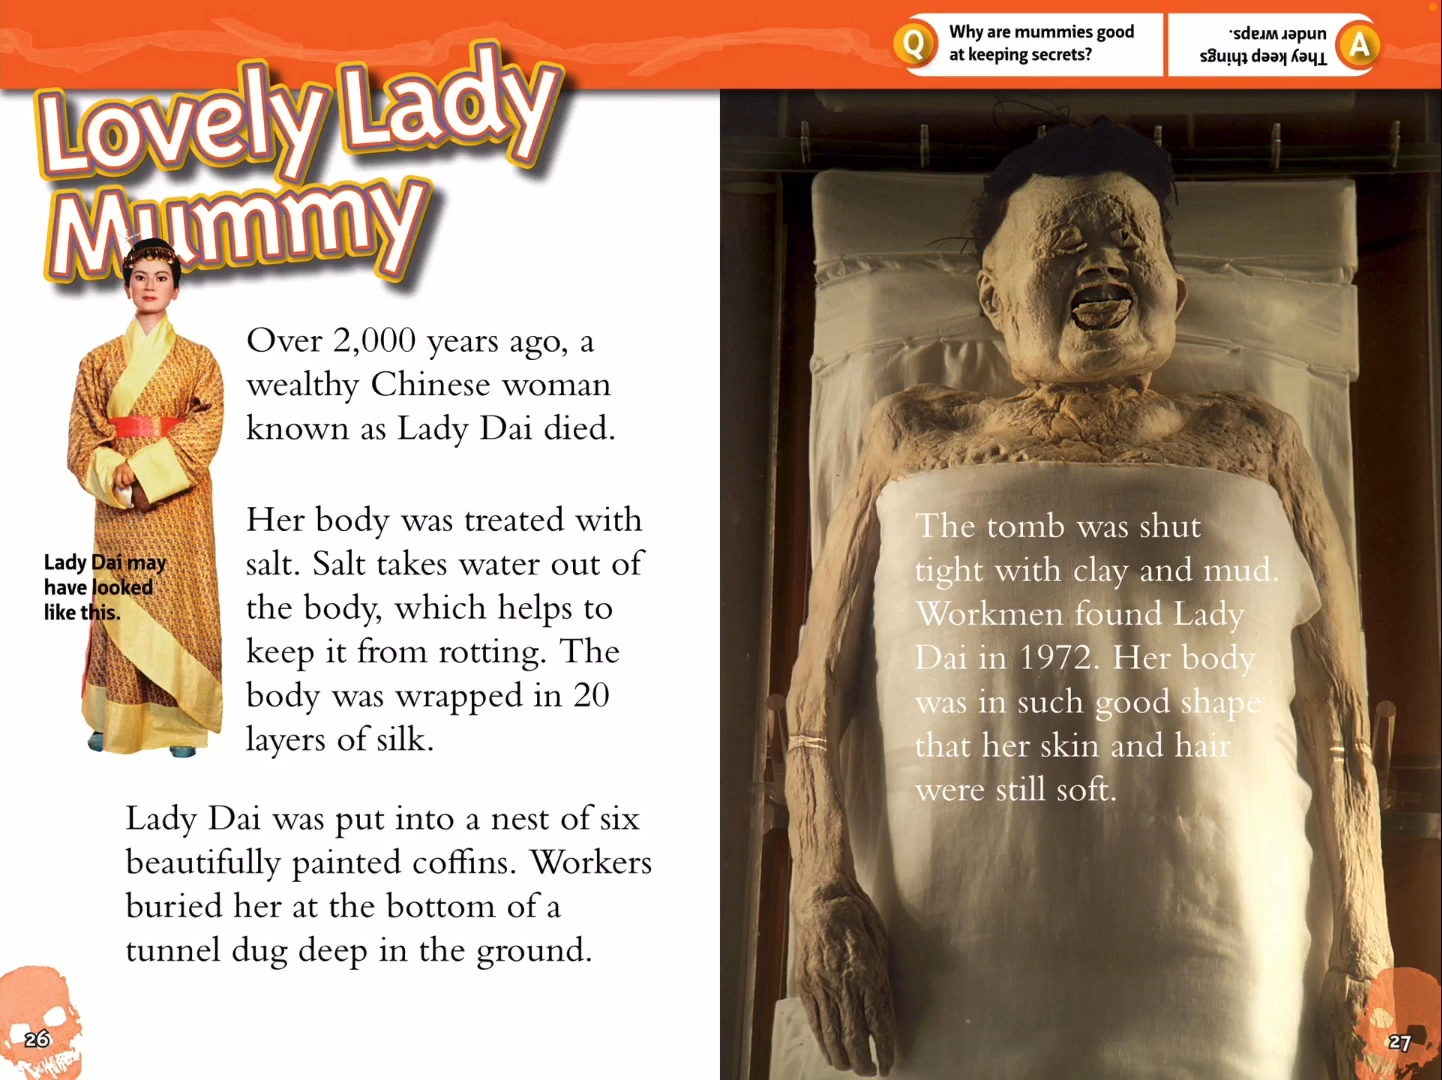 Q
Why are mummies good
at keeping secrets?
A
They keep things
under wraps.
Lovely Lady
Mummy
Over 2,000 years ago, a
wealthy Chinese woman
known as Lady Dai died.
Her body was treated with
salt. Salt takes water out of
the body, which helps to
keep it from rotting. The
body was wrapped in 20
layers of silk.
Lady Dai may
have looked
like this.
Lady Dai was put into a nest of six
beautifully painted coffins. Workers
buried her at the bottom of a
tunnel dug deep in the ground.
26
The tomb was shut
tight with clay and mud.
Workmen found Lady
Dai in 1972. Her body
was in such good shape
that her skin and hair
were still soft.
27